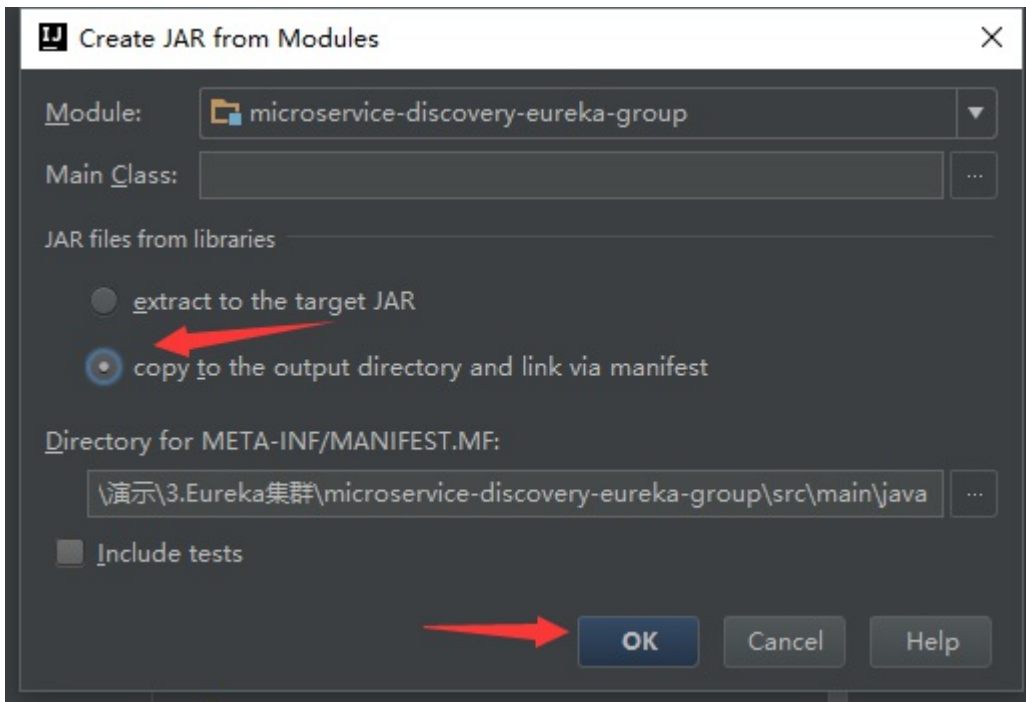 IJ Create JAR from Modules
Module: microservice-discovery-eureka-group
Main Class: ...
JAR files from libraries
extract to the target JAR
copy to the output directory and link via manifest
Directory for META-INF/MANIFEST.MF:
\演示\3.Eureka集群\microservice-discovery-eureka-group\src\main\java ...
Include tests
OK Cancel Help